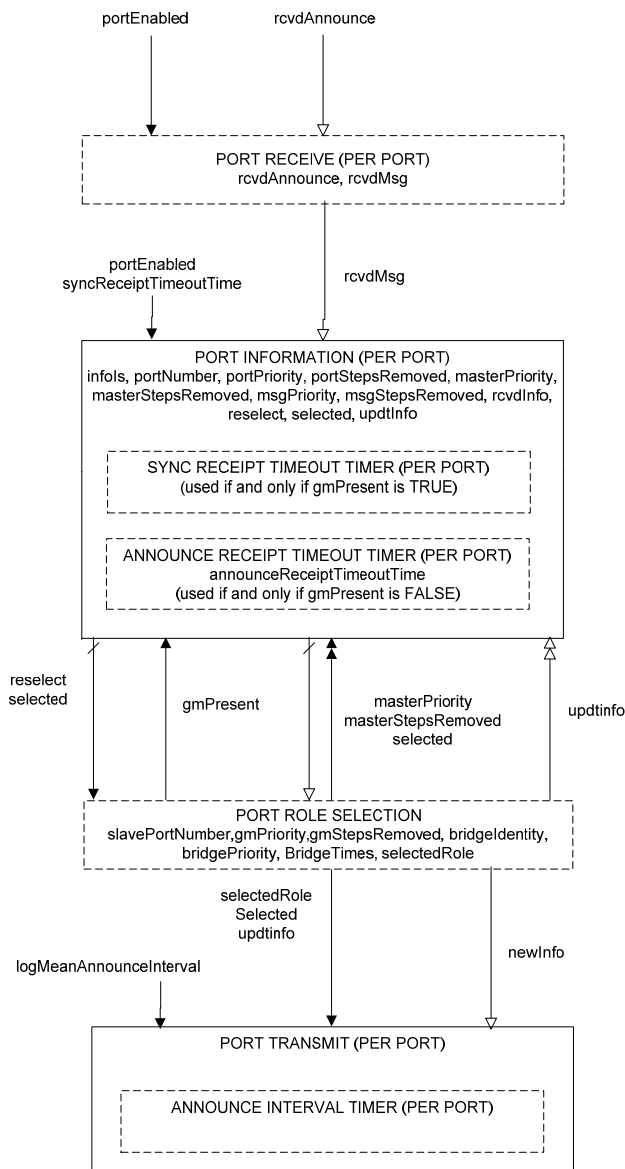 portEnabled
rcvdAnnounce
PORT RECEIVE (PER PORT)
rcvdAnnounce, rcvdMsg
portEnabled
syncReceiptTimeoutTime
rcvdMsg
PORT INFORMATION (PER PORT)
infoIs, portNumber, portPriority, portStepsRemoved, masterPriority,
masterStepsRemoved, msgPriority, msgStepsRemoved, rcvdInfo,
reselect, selected, updtInfo
SYNC RECEIPT TIMEOUT TIMER (PER PORT)
(used if and only if gmPresent is TRUE)
ANNOUNCE RECEIPT TIMEOUT TIMER (PER PORT)
announceReceiptTimeoutTime
(used if and only if gmPresent is FALSE)
reselect
selected
gmPresent
masterPriority
masterStepsRemoved
selected
updtinfo
PORT ROLE SELECTION
slavePortNumber,gmPriority,gmStepsRemoved, bridgeIdentity,
bridgePriority, BridgeTimes, selectedRole
selectedRole
Selected
updtinfo
newInfo
logMeanAnnounceInterval
PORT TRANSMIT (PER PORT)
ANNOUNCE INTERVAL TIMER (PER PORT)